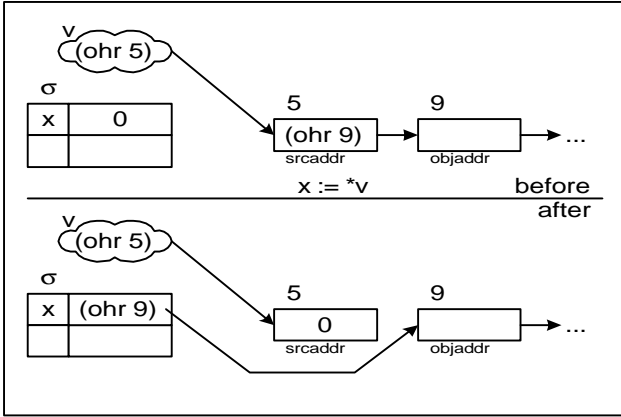 v
(ohr 5)
σ
x 0
5 9
(ohr 9) ...
srcaddr objaddr
x := *v before
after
v
(ohr 5)
σ
x (ohr 9)
5 9
0 ...
srcaddr objaddr